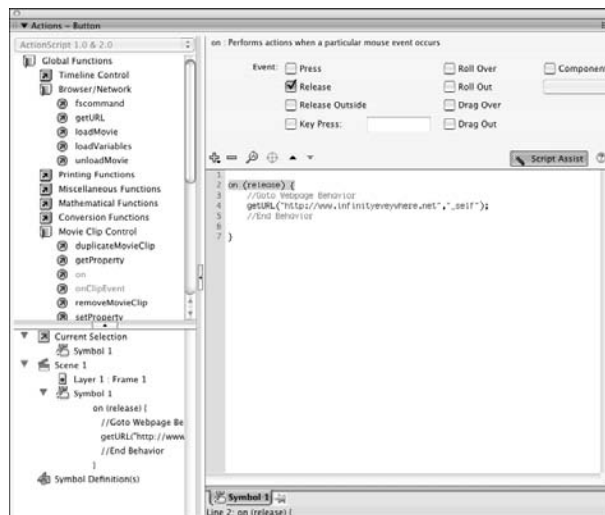 Actions – Button
ActionScript 1.0 & 2.0
Global Functions
Timeline Control
Browser/Network
fscommand
getURL
loadMovie
loadVariables
unloadMovie
Printing Functions
Miscellaneous Functions
Mathematical Functions
Conversion Functions
Movie Clip Control
duplicateMovieClip
getProperty
on
onClipEvent
removeMovieClip
setProperty
Current Selection
Symbol 1
Scene 1
Layer 1 : Frame 1
Symbol 1
on (release) {
//Goto Webpage Be
getURL("http://www
//End Behavior
}
Symbol Definition(s)
on : Performs actions when a particular mouse event occurs
Event: Press Roll Over Component
Release Roll Out
Release Outside Drag Over
Key Press: Drag Out
Script Assist
1
2 on (release) {
3 //Goto Webpage Behavior
4 getURL("http://www.infinityeveywhere.net","_self");
5 //End Behavior
6
7 }
Symbol 1
Line 2: on (release) {